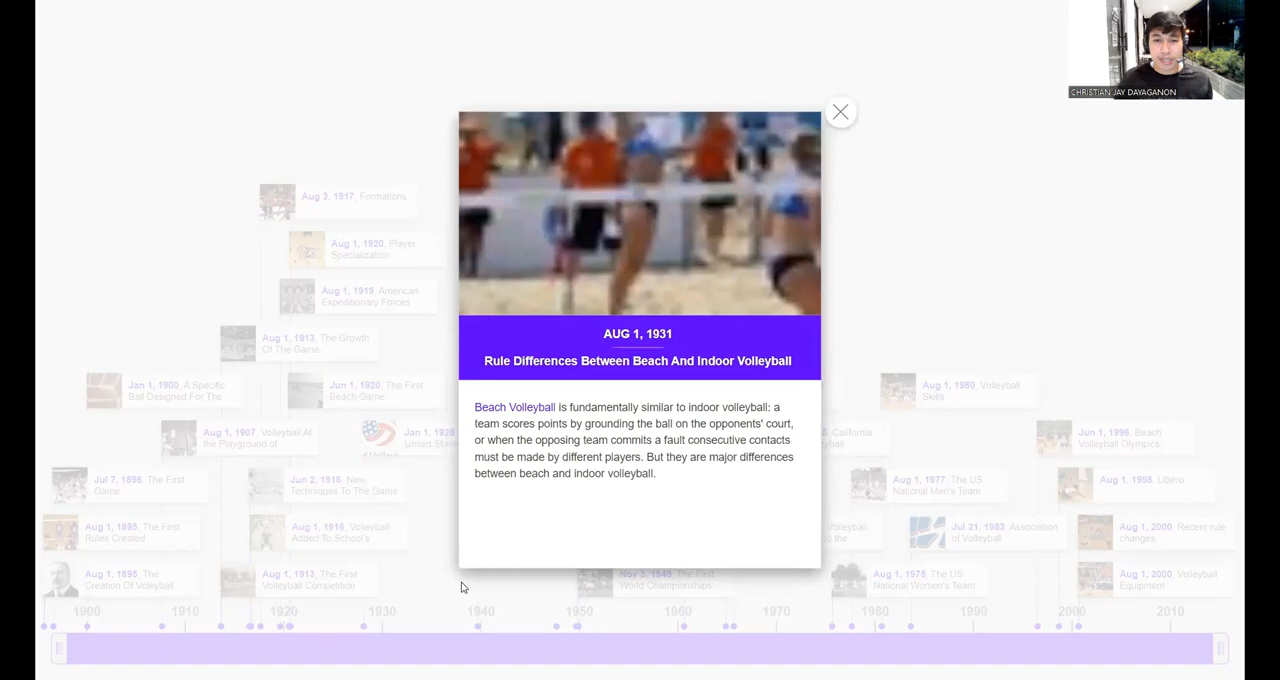 CHRISTIAN JAY DAYAGANON
Aug 3, 1917, Formations
Aug 1, 1920, Player
Specialization
Aug 1, 1919, American
Expeditionary Forces
Aug 1, 1913, The Growth
Of The Game
Jan 1, 1900, A Specific
Ball Designed For The
Jun 1, 1920, The First
Beach Game
Aug 1, 1907, Volleyball At
the Playground of
Jan 1, 1928,
United States
Jul 7, 1896, The First
Game
Jun 2, 1916, New
Techniques To The Game
Aug 1, 1895, The First
Rules Created
Aug 1, 1916, Volleyball
Added To School's
Aug 1, 1895, The
Creation Of Volleyball
Aug 1, 1913, The First
Volleyball Competition
AUG 1, 1931
Rule Differences Between Beach And Indoor Volleyball
Beach Volleyball is fundamentally similar to indoor volleyball: a
team scores points by grounding the ball on the opponents' court,
or when the opposing team commits a fault consecutive contacts
must be made by different players. But they are major differences
between beach and indoor volleyball.
Nov 3, 1949, The First
World Championships
Aug 1, 1980, Volleyball
Skills
California
Jun 1, 1996, Beach
Volleyball Olympics
Aug 1, 1977, The US
National Men's Team
Aug 1, 1998, Libero
Volleyball
Jul 21, 1983, Association
of Volleyball
Aug 1, 2000, Recent rule
changes
Aug 1, 1975, The US
National Women's Team
Aug 1, 2000, Volleyball
Equipment
1900 1910 1920 1930 1940 1950 1960 1970 1980 1990 2000 2010